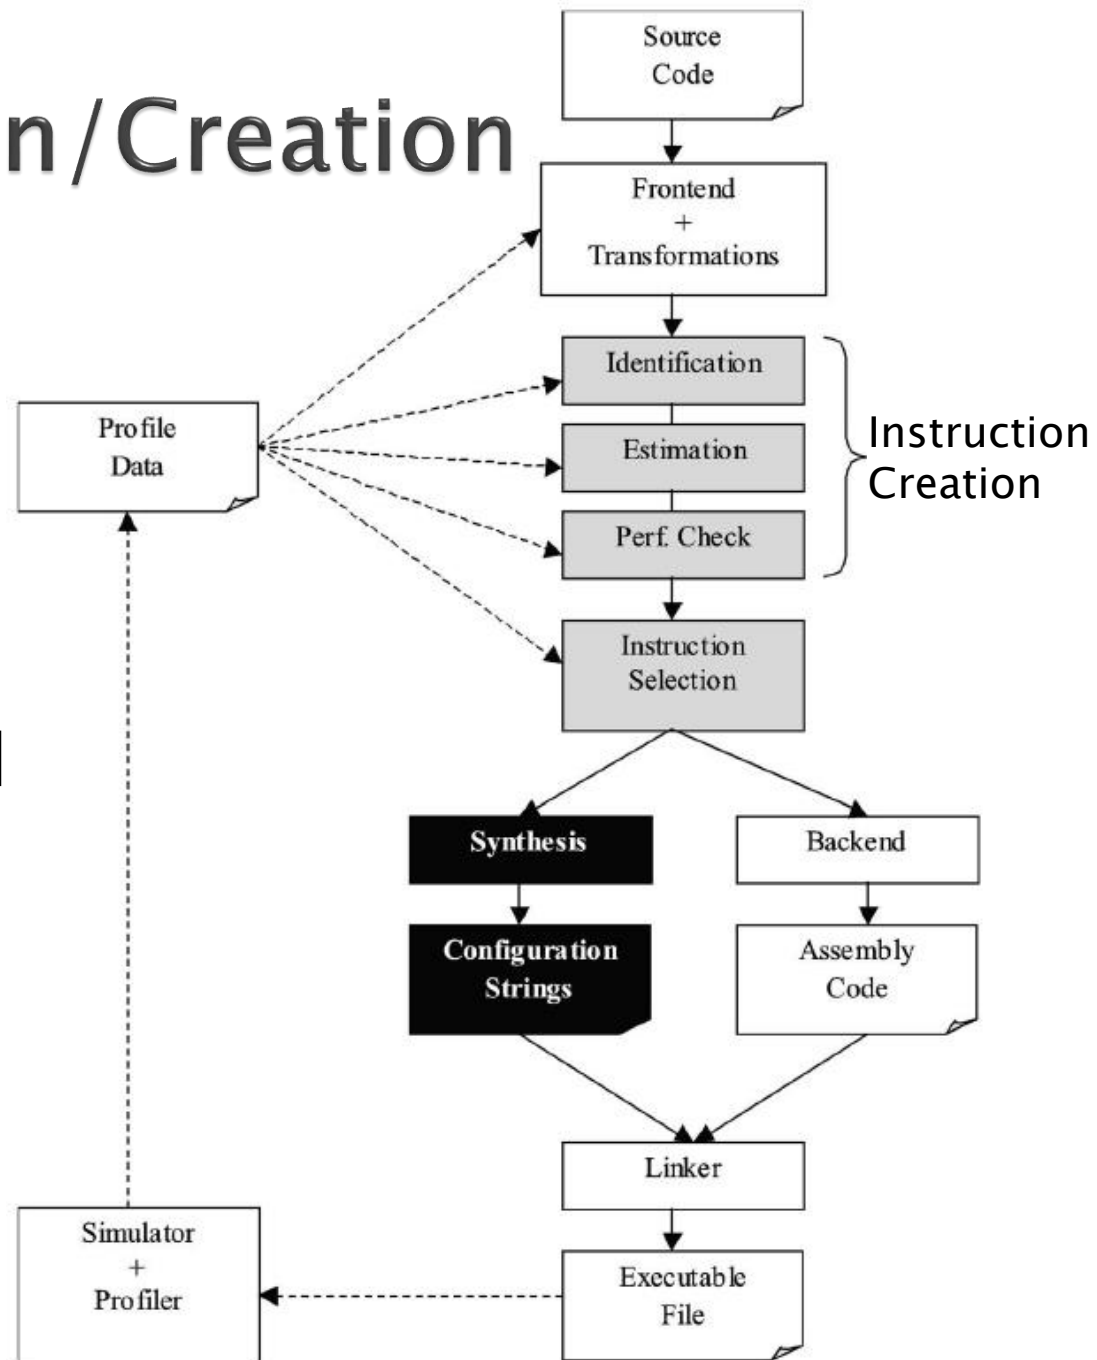 n/Creation
Source
Code
Frontend
+
Transformations
Identification
Estimation
Perf. Check
Instruction
Creation
Profile
Data
Instruction
Selection
Synthesis
Backend
Configuration
Strings
Assembly
Code
Linker
Simulator
+
Profiler
Executable
File